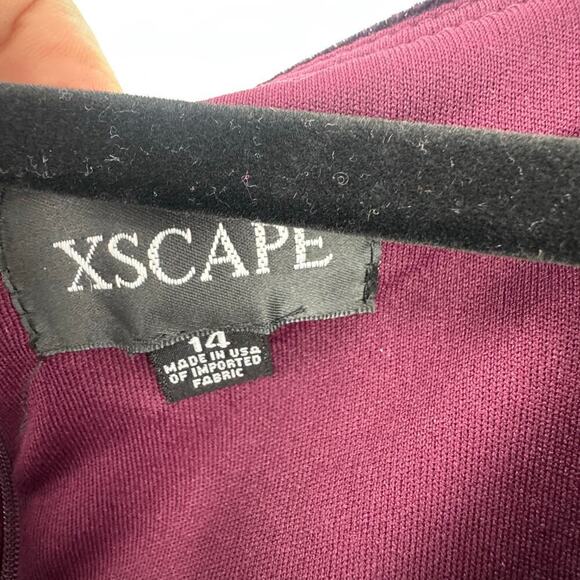 XSCAPE
14
MADE IN USA
OF IMPORTED
FABRIC